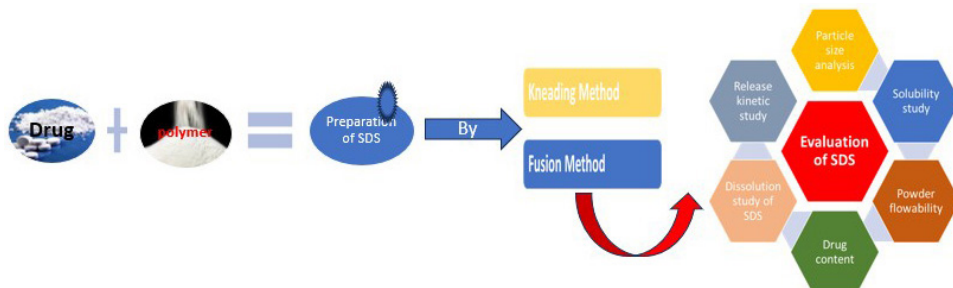 Drug
polymer
Preparation
of SDS
By
Kneading Method
Fusion Method
Particle
size
analysis
Solubility
study
Powder
flowability
Drug
content
Dissolution
study of
SDS
Release
kinetic
study
Evaluation
of SDS